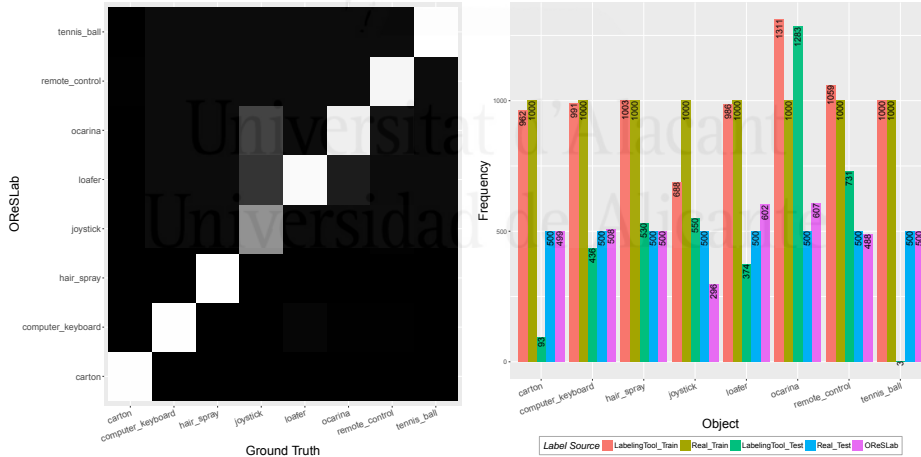 tennis_ball
remote_control
ocarina
loafer
joystick
hair_spray
computer_keyboard
carton
OReSLab
carton
computer_keyboard
hair_spray
joystick
loafer
ocarina
remote_control
tennis_ball
Ground Truth
Universitat d'Alacant
Universidad de Alicante
Frequency
1000
500
0
962
1000
93
500
499
991
1000
436
500
508
1003
1000
530
500
500
688
1000
550
500
296
986
1000
374
500
602
1311
1000
1283
500
607
1059
1000
731
500
488
1000
1000
3
500
500
carton
computer_keyboard
hair_spray
joystick
loafer
ocarina
remote_control
tennis_ball
Object
Label Source LabelingTool_Train Real_Train LabelingTool_Test Real_Test OReSLab